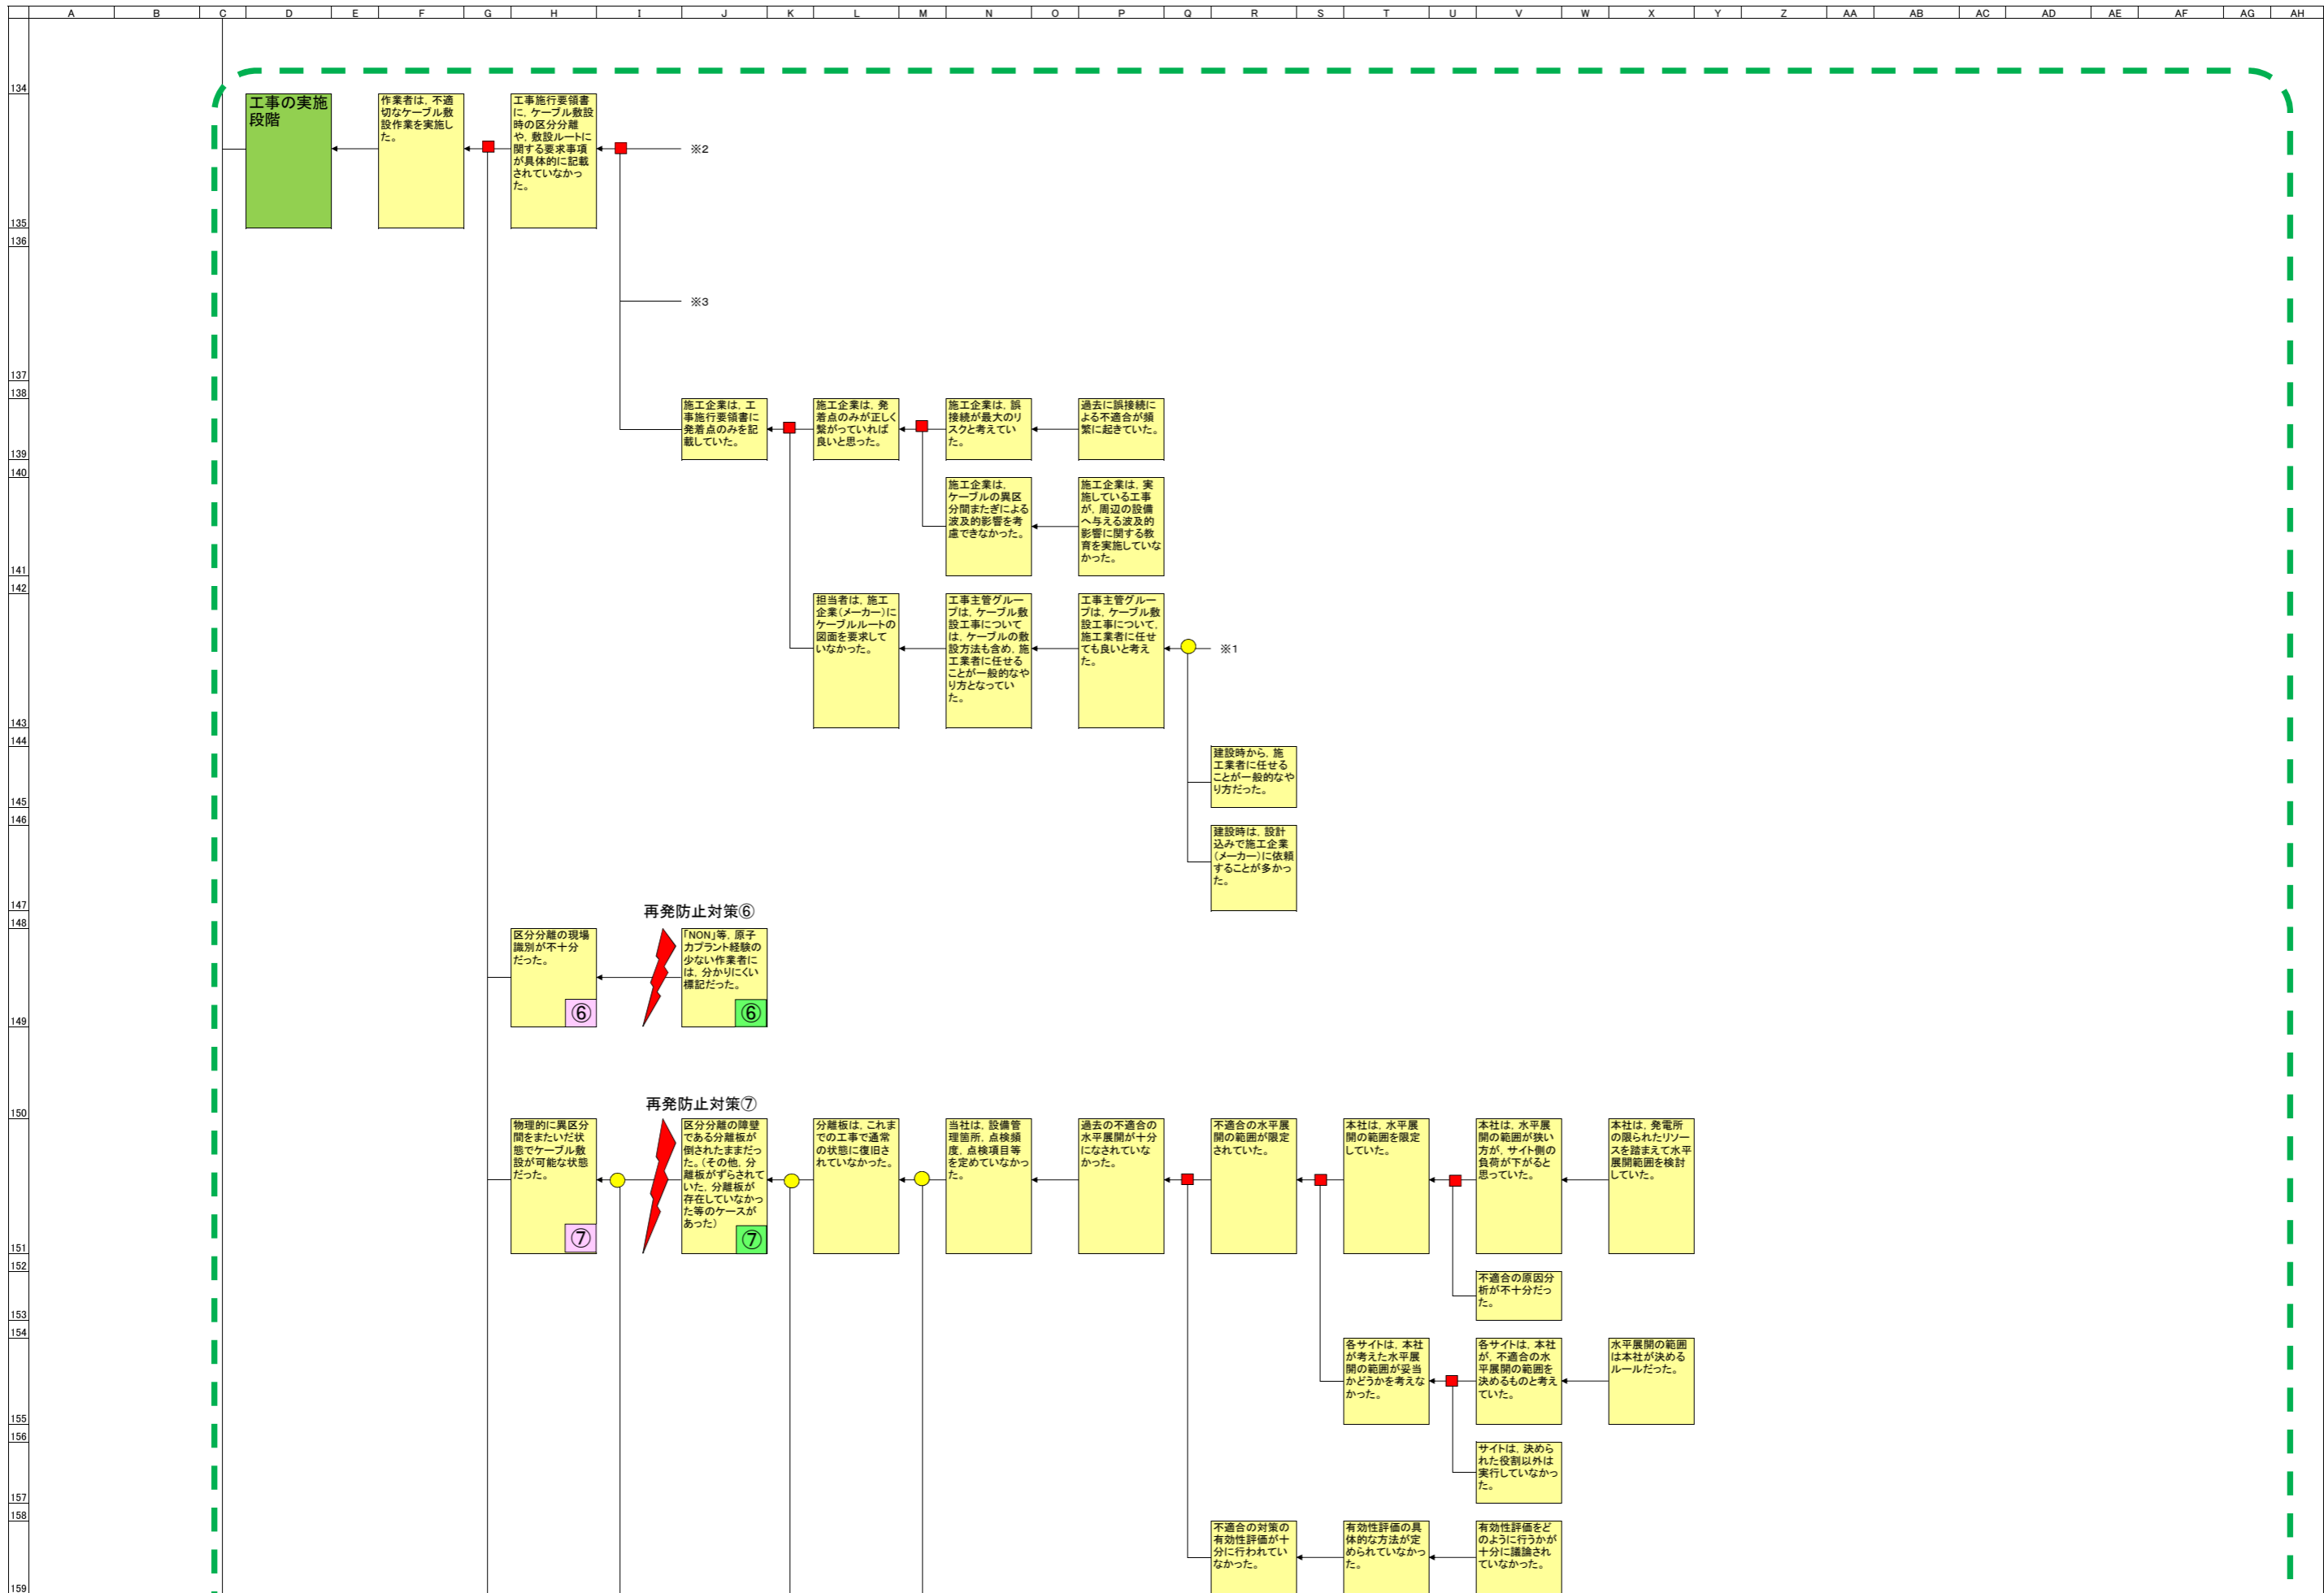 A B C D E F G H I J K L M N O P Q R S T U V W X Y Z AA AB AC AD AE AF AG AH
134
工事の実施
段階
作業者は、不適
切なケーブル敷
設作業を実施し
た。
工事施行要領書
に、ケーブル敷設
時の区分分離
や、敷設ルートに
関する要求事項
が具体的に記載
されていなかっ
た。
※2
135
136
※3
137
138
施工企業は、工
事施行要領書に
発着点のみを記
載していた。
施工企業は、発
着点のみが正しく
繋がっていれば
良いと思った。
施工企業は、誤
接続が最大のリ
スクと考えてい
た。
過去に誤接続に
よる不適合が頻
繁に起きていた。
139
140
施工企業は、
ケーブルの異区
分間またぎによる
波及的影響を考
慮できなかった。
施工企業は、実
施している工事
が、周辺の設備
へ与える波及的
影響に関する教
育を実施していな
かった。
141
142
担当者は、施工
企業(メーカー)に
ケーブルルートの
図面を要求して
いなかった。
工事主管グルー
プは、ケーブル敷
設工事について
は、ケーブルの敷
設方法も含め、施
工業者に任せる
ことが一般的なや
り方となってい
た。
工事主管グルー
プは、ケーブル敷
設工事について、
施工業者に任せ
ても良いと考え
た。
※1
143
144
建設時から、施
工業者に任せる
ことが一般的なや
り方だった。
145
146
建設時は、設計
込みで施工企業
(メーカー)に依頼
することが多かっ
た。
147
148
再発防止対策⑥
区分分離の現場
識別が不十分
だった。
⑥
「NON」等、原子
力プラント経験の
少ない作業者に
は、分かりにくい
標記だった。
⑥
149
再発防止対策⑦
150
物理的に異区分
間をまたいだ状
態でケーブル敷
設が可能な状態
だった。
⑦
区分分離の障壁
である分離板が
倒されたままだっ
た。(その他、分
離板がずらされて
いた、分離板が
存在していなかっ
た等のケースが
あった)
⑦
分離板は、これま
での工事で通常
の状態に復旧さ
れていなかった。
当社は、設備管
理箇所、点検頻
度、点検項目等
を定めていなかっ
た。
過去の不適合の
水平展開が十分
になされていな
かった。
不適合の水平展
開の範囲が限定
されていた。
本社は、水平展
開の範囲を限定
していた。
本社は、水平展
開の範囲が狭い
方が、サイト側の
負荷が下がると
思っていた。
本社は、発電所
の限られたリソー
スを踏まえて水平
展開範囲を検討
していた。
151
152
不適合の原因分
析が不十分だっ
た。
153
154
各サイトは、本社
が考えた水平展
開の範囲が妥当
かどうかを考えな
かった。
各サイトは、本社
が、不適合の水
平展開の範囲を
決めるものと考え
ていた。
水平展開の範囲
は本社が決める
ルールだった。
155
156
サイトは、決めら
れた役割以外は
実行していなかっ
た。
157
158
不適合の対策の
有効性評価が十
分に行われてい
なかった。
有効性評価の具
体的な方法が定
められていなかっ
た。
有効性評価をど
のように行うかが
十分に議論され
ていなかった。
159